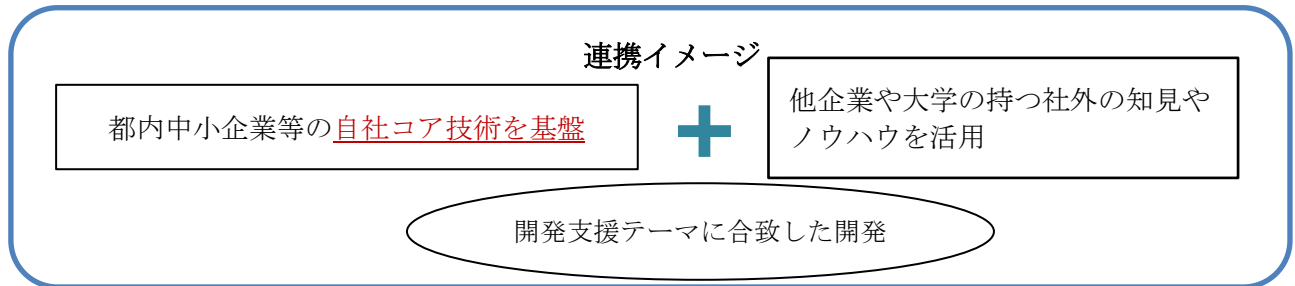 連携イメージ
都内中小企業等の自社コア技術を基盤
他企業や大学の持つ社外の知見や
ノウハウを活用
開発支援テーマに合致した開発